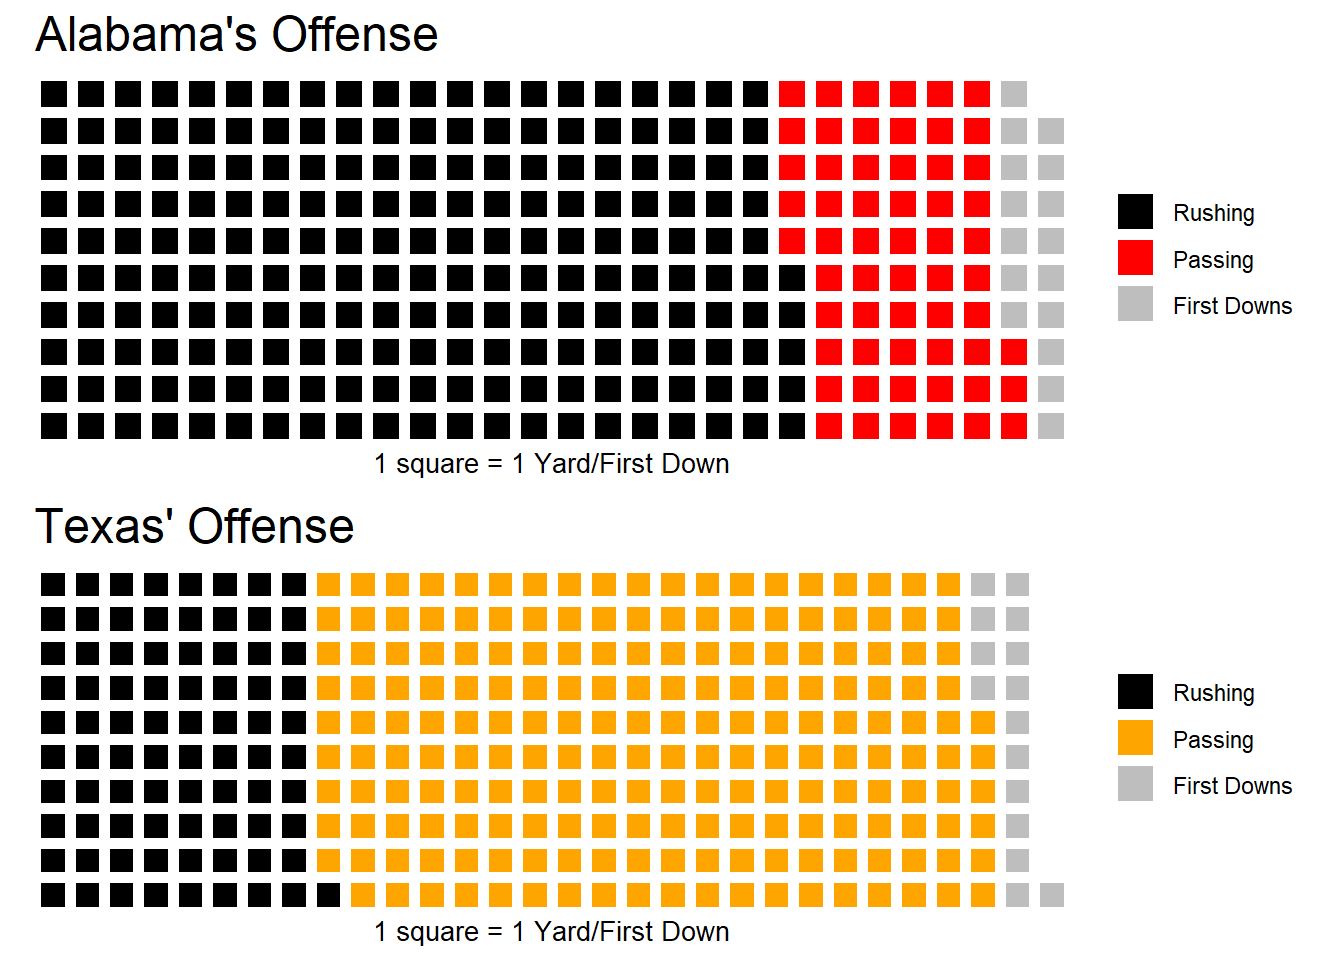 Alabama's Offense
Rushing
Passing
First Downs
1 square = 1 Yard/First Down
Texas' Offense
Rushing
Passing
First Downs
1 square = 1 Yard/First Down